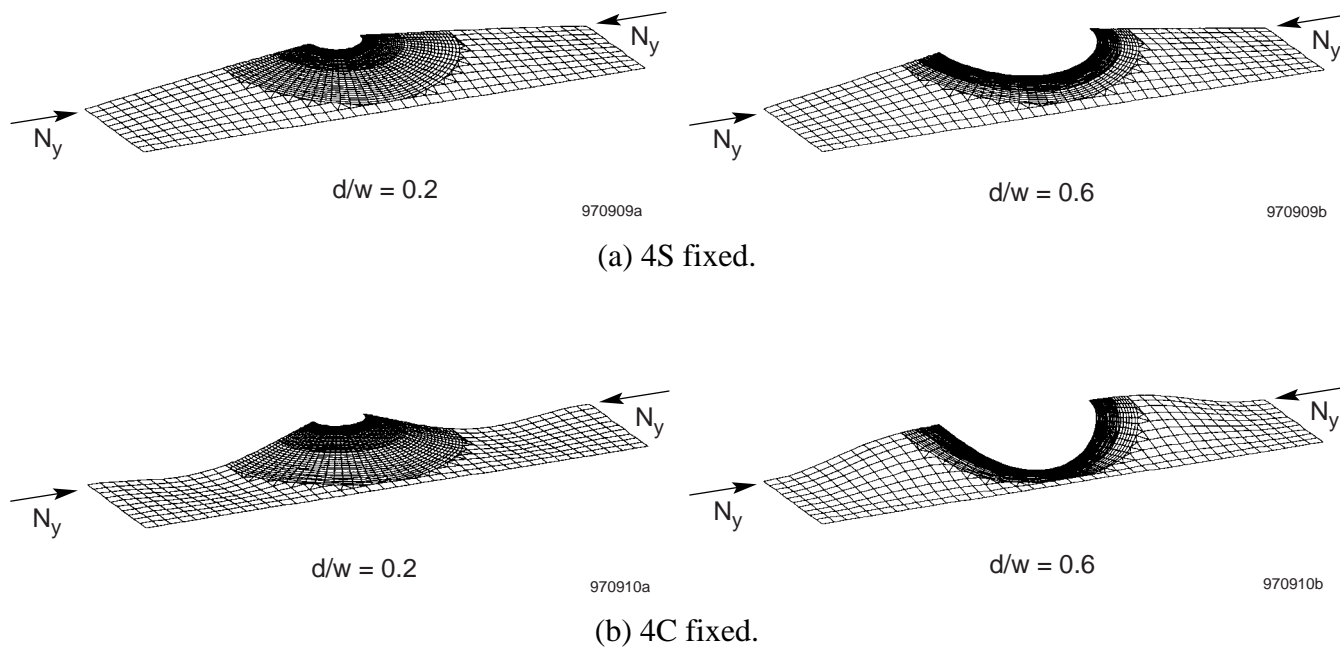 N_y
N_y
d/w = 0.2
970909a
N_y
N_y
d/w = 0.6
970909b
(a) 4S fixed.
N_y
N_y
d/w = 0.2
970910a
N_y
N_y
d/w = 0.6
970910b
(b) 4C fixed.